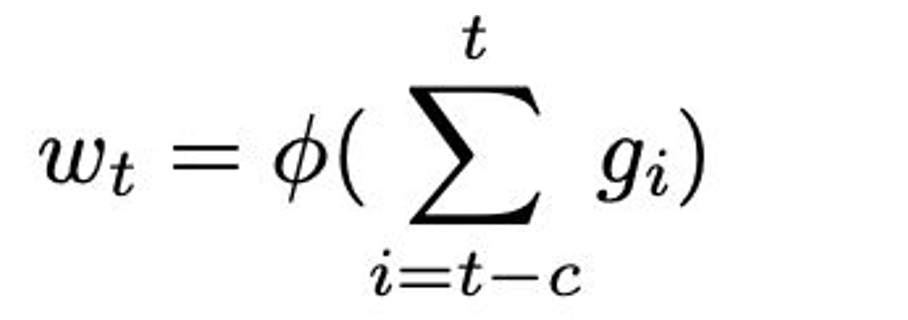 w_t = \phi(\sum_{i=t-c}^{t} g_i)